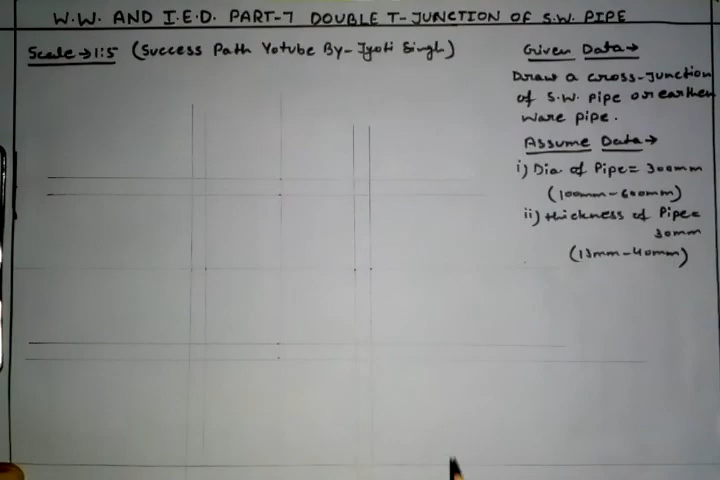 W.W. AND I.E.D. PART-7 DOUBLE T-JUNCTION OF S.W. PIPE
Scale→1:5 (Success Path Yotube By- Jyoti Singh)
Given Data→
Draw a cross-junction
of S.W. Pipe or earthen
Ware pipe.
Assume Data→
i) Dia. of Pipe= 300mm
(100mm-600mm)
ii) thickness of Pipe=
30mm
(13mm-40mm)